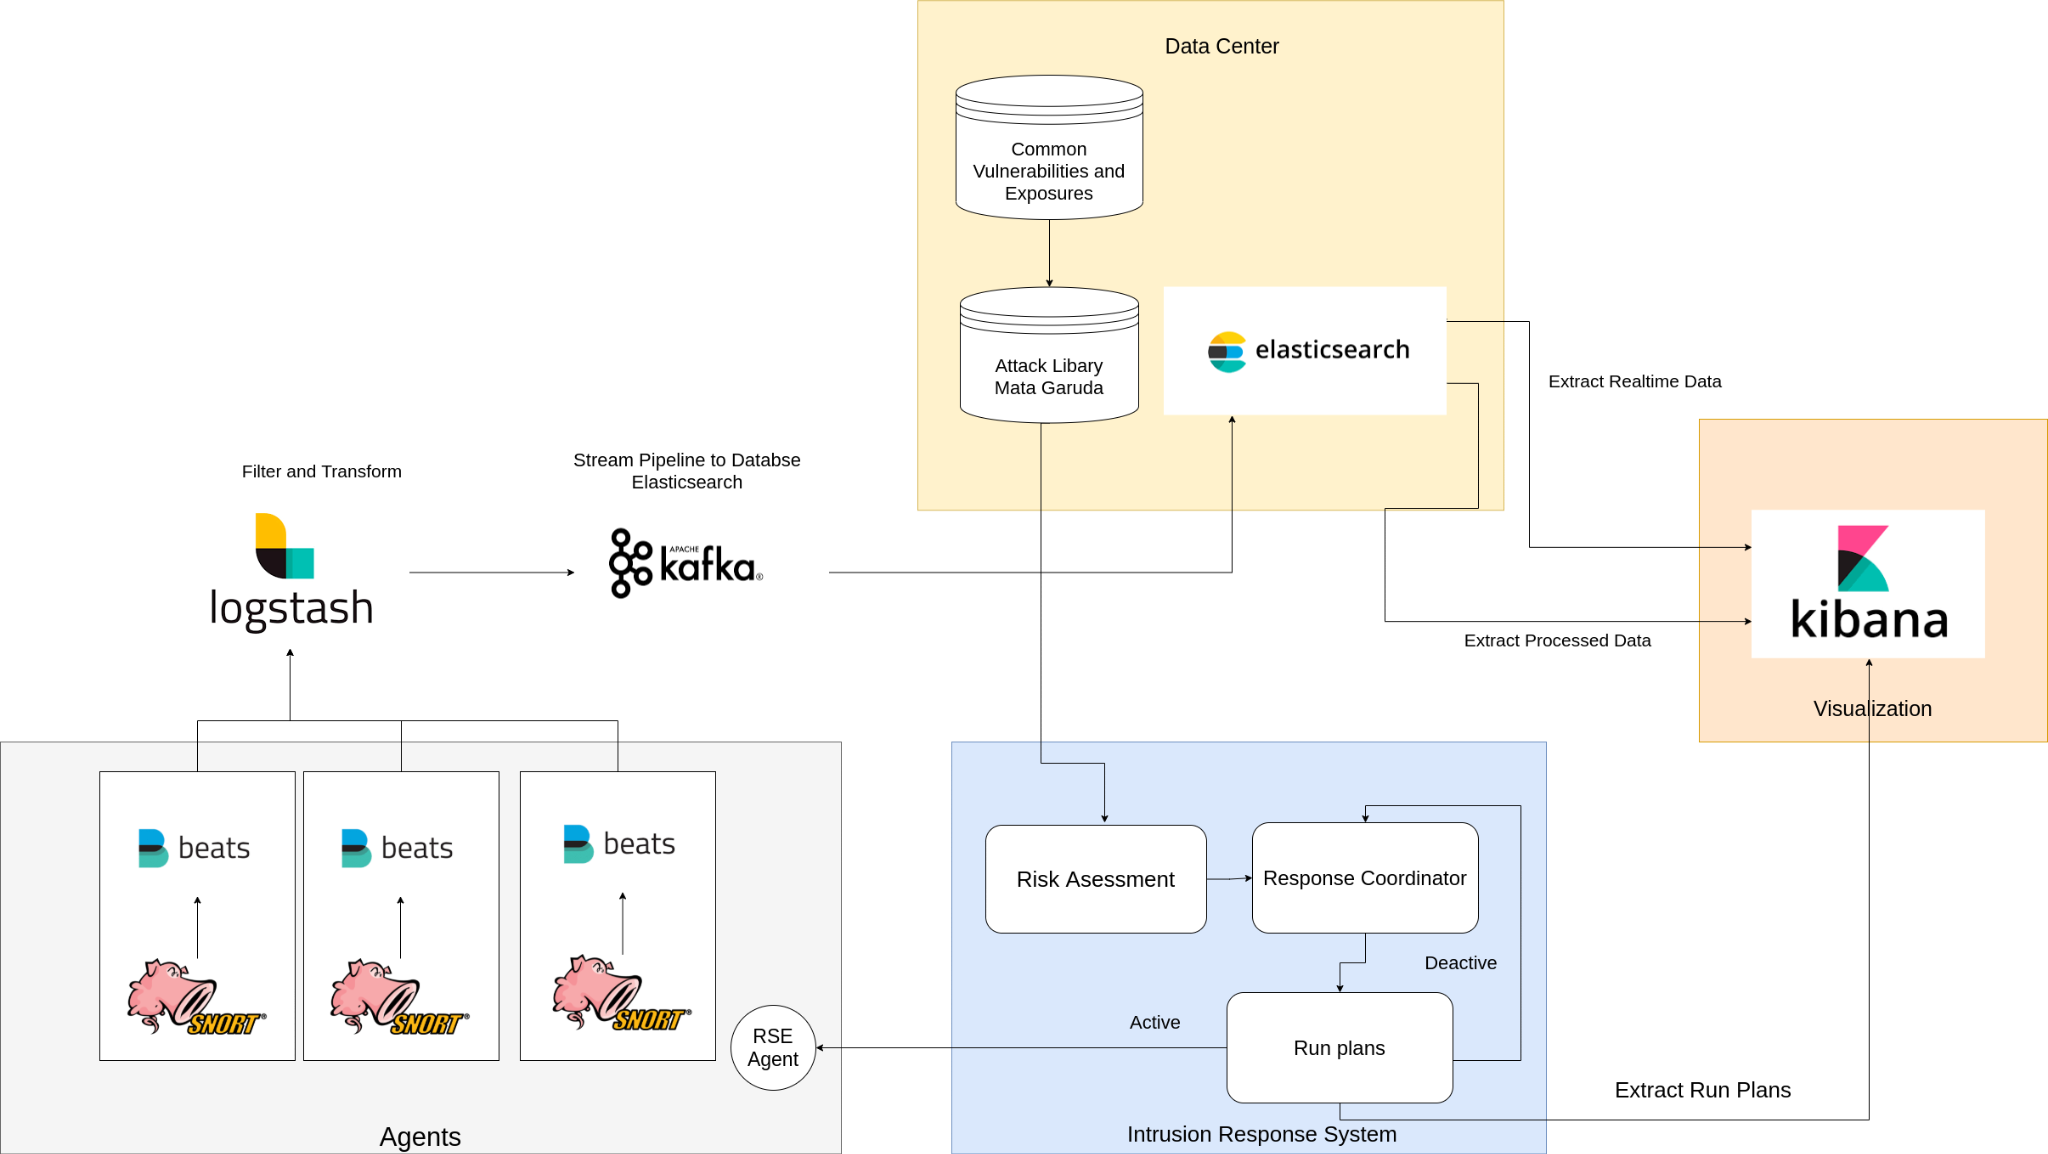 Data Center
Common
Vulnerabilities and
Exposures
Attack Libary
Mata Garuda
elasticsearch
Extract Realtime Data
Filter and Transform
Stream Pipeline to Databse
Elasticsearch
logstash
APACHE
kafka®
Extract Processed Data
kibana
Visualization
beats
beats
beats
SNORT®
SNORT®
SNORT®
RSE
Agent
Agents
Risk Asessment
Response Coordinator
Deactive
Active
Run plans
Extract Run Plans
Intrusion Response System